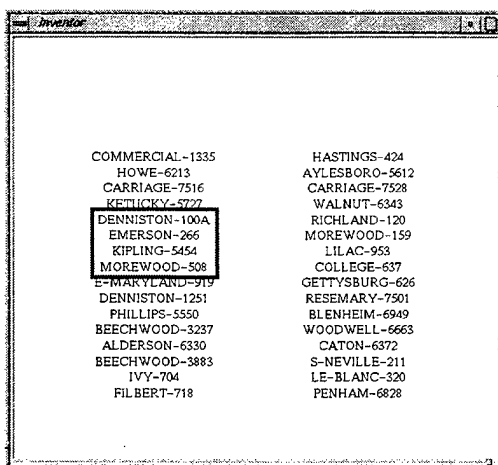 Inventor
COMMERCIAL-1335
HOWE-6213
CARRIAGE-7516
KETUCKY-5727
DENNISTON-100A
EMERSON-266
KIPLING-5454
MOREWOOD-508
E-MARYLAND-919
DENNISTON-1251
PHILLIPS-5550
BEECHWOOD-3237
ALDERSON-6330
BEECHWOOD-3883
IVY-704
FILBERT-718
HASTINGS-424
AYLESBORO-5612
CARRIAGE-7528
WALNUT-6343
RICHLAND-120
MOREWOOD-159
LILAC-953
COLLEGE-637
GETTYSBURG-626
RESEMARY-7501
BLENHEIM-6949
WOODWELL-6663
CATON-6372
S-NEVILLE-211
LE-BLANC-320
PENHAM-6828